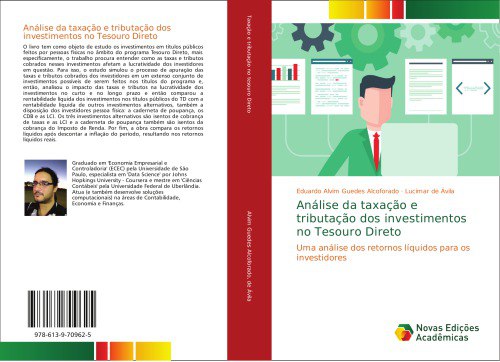 Análise da taxação e tributação dos
investimentos no Tesouro Direto
O livro tem como objeto de estudo os investimentos em títulos públicos
feitos por pessoas físicas no âmbito do programa Tesouro Direto, mais
especificamente, o trabalho procura entender como as taxas e tributos
cobrados nesses investimentos afetam a lucratividade dos investidores
em questão. Para isso, o estudo simulou o processo de apuração das
taxas e tributos cobrados dos investidores em um extenso conjunto de
investimentos possíveis de serem feitos nos títulos do programa e,
então, analisou o impacto das taxas e tributos na lucratividade dos
investimentos no curto e no longo prazo e então comparou a
rentabilidade líquida dos investimentos nos títulos públicos do TD com a
rentabilidade líquida de outros investimentos alternativos, também a
disposição dos investidores pessoa física: a caderneta de poupança, os
CDB e as LCI. Os três investimentos alternativos são isentos de cobrança
de taxas e as LCI e a caderneta de poupança também são isentos da
cobrança do Imposto de Renda. Por fim, a obra compara os retornos
líquidos após descontar a inflação do período, resultando nos retornos
líquidos reais.
Graduado em 'Economia Empresarial e
Controladoria' (ECEC) pela Universidade de São
Paulo, especialista em 'Data Science' por Johns
Hopkings University - Coursera e mestre em 'Ciências
Contábeis' pela Universidade Federal de Uberlândia.
Atua (e também desenvolve soluções
computacionais) na áreas de Contabilidade,
Economia e Finanças.
978-613-9-70962-5
Taxação e tributação no Tesouro Direto
Alvim Guedes Alcoforado, de Ávila
Eduardo Alvim Guedes Alcoforado · Lucimar de Ávila
Análise da taxação e
tributação dos investimentos
no Tesouro Direto
Uma análise dos retornos líquidos para os
investidores
Novas Edições
Acadêmicas